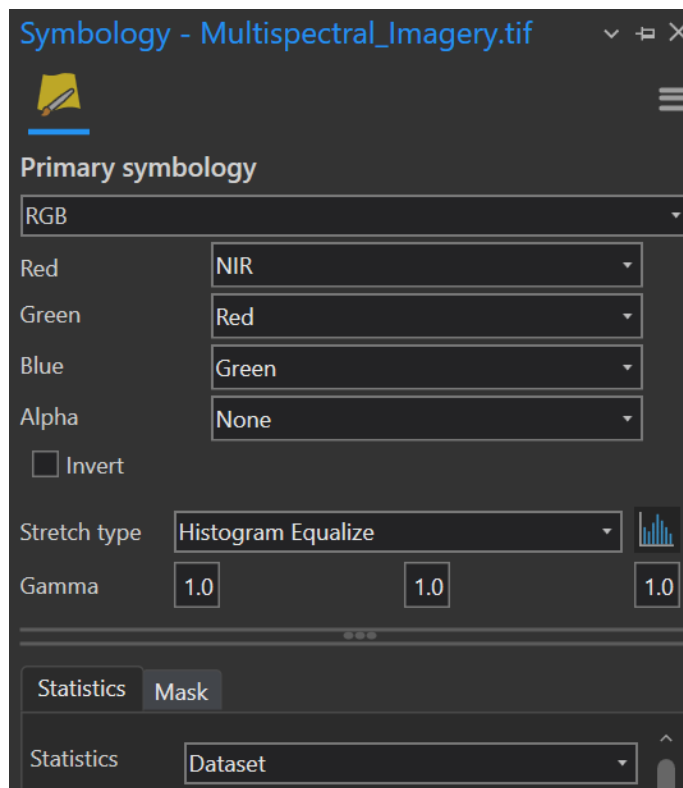 Symbology - Multispectral_Imagery.tif
Primary symbology
RGB
Red NIR
Green Red
Blue Green
Alpha None
Invert
Stretch type Histogram Equalize
Gamma 1.0 1.0 1.0
Statistics Mask
Statistics Dataset